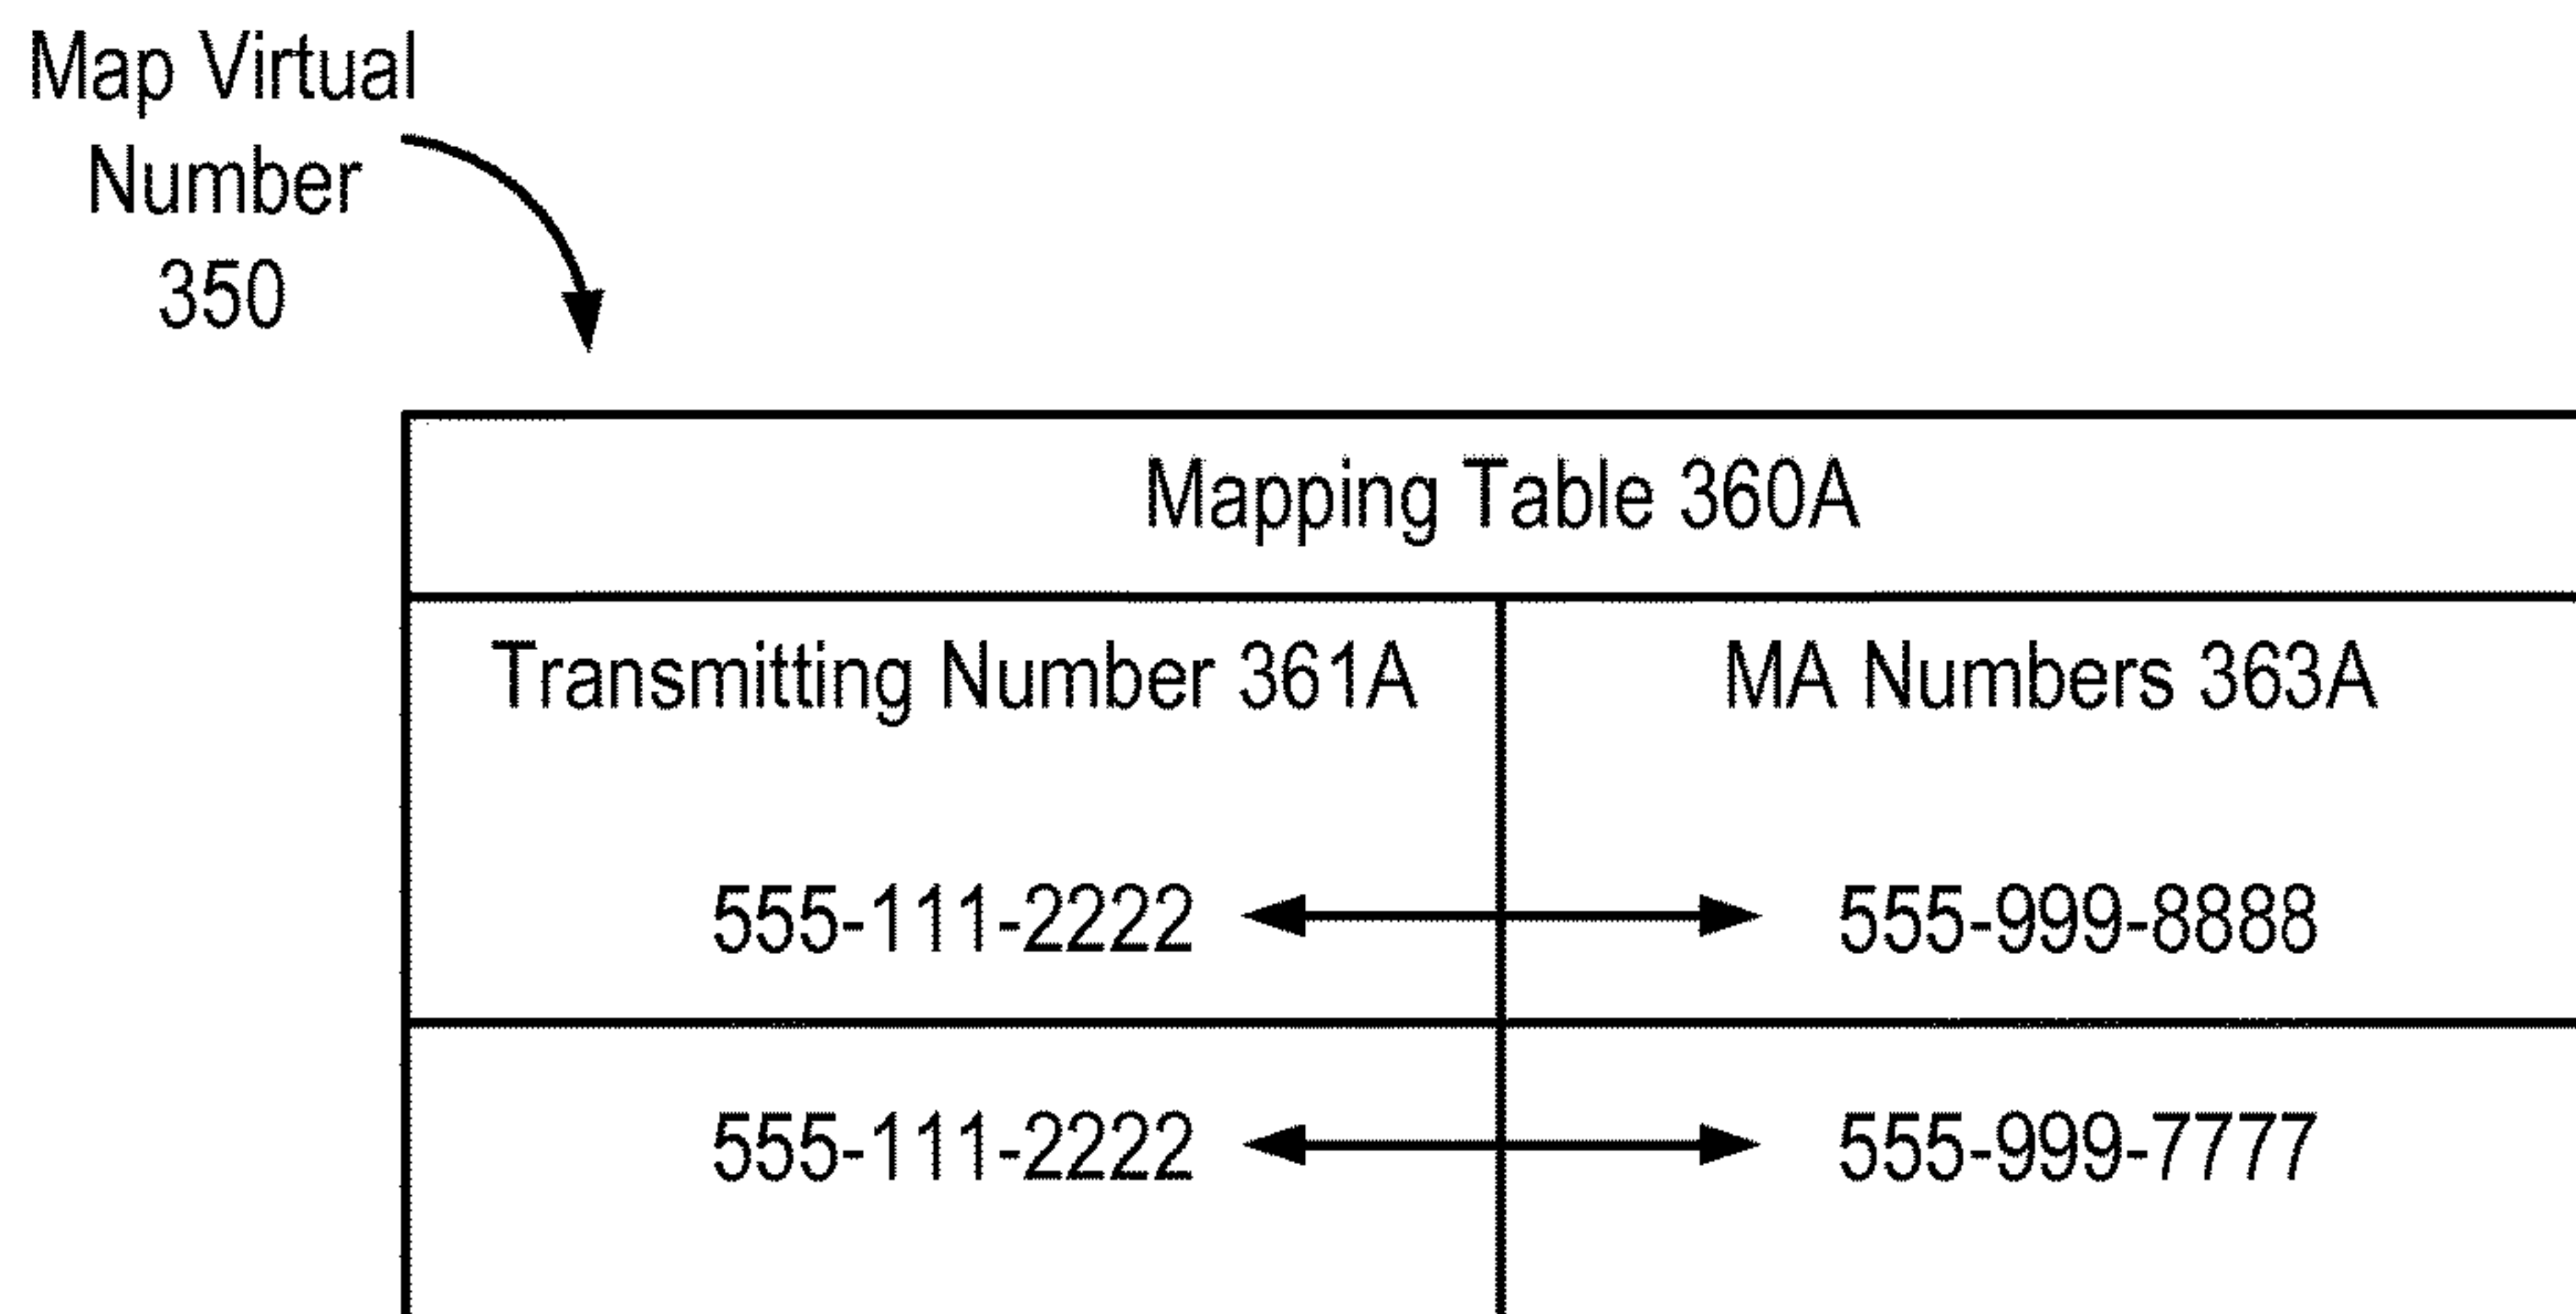 Map Virtual
Number
350
Mapping Table 360A
Transmitting Number 361A
MA Numbers 363A
555-111-2222
555-999-8888
555-111-2222
555-999-7777